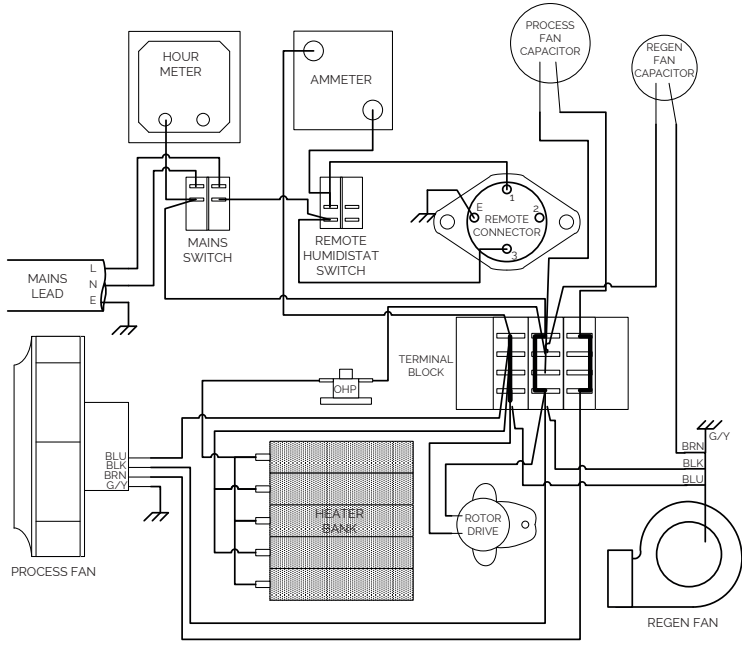 PROCESS
FAN
CAPACITOR
REGEN
FAN
CAPACITOR
HOUR
METER
AMMETER
1
E
2
REMOTE
CONNECTOR
3
MAINS
SWITCH
REMOTE
HUMIDISTAT
SWITCH
MAINS
LEAD
L
N
E
TERMINAL
BLOCK
OHP
G/Y
BRN
BLK
BLU
BLU
BLK
BRN
G/Y
HEATER
BANK
ROTOR
DRIVE
PROCESS FAN
REGEN FAN